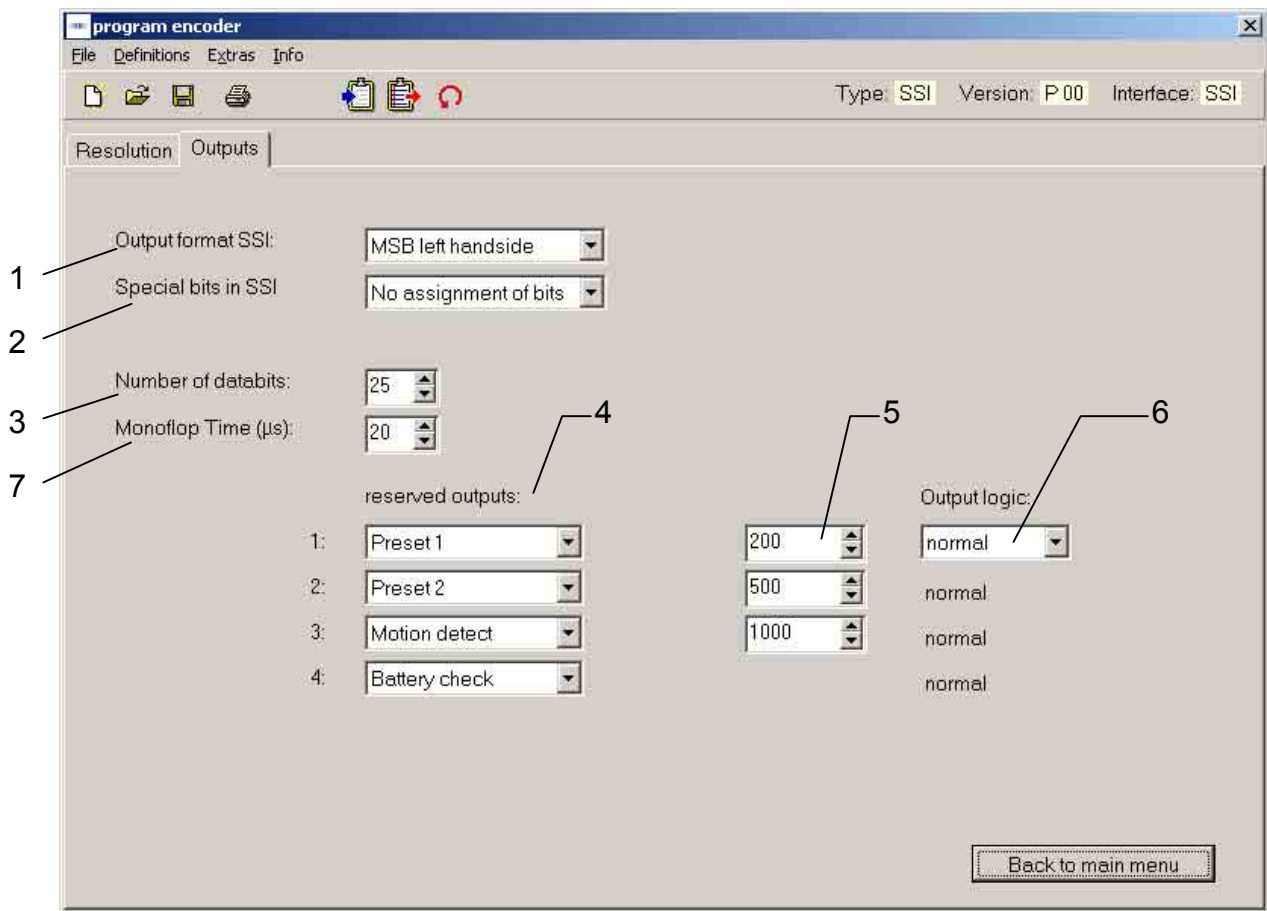 program encoder
File Definitions Extras Info
Type: SSI Version: P 00 Interface: SSI
Resolution Outputs
Output format SSI: MSB left handside
1
Special bits in SSI No assignment of bits
2
Number of databits: 25
3
Monoflop Time (µs): 20
7
4 5 6
reserved outputs: Output logic:
1: Preset 1 200 normal
2: Preset 2 500 normal
3: Motion detect 1000 normal
4: Battery check normal
Back to main menu